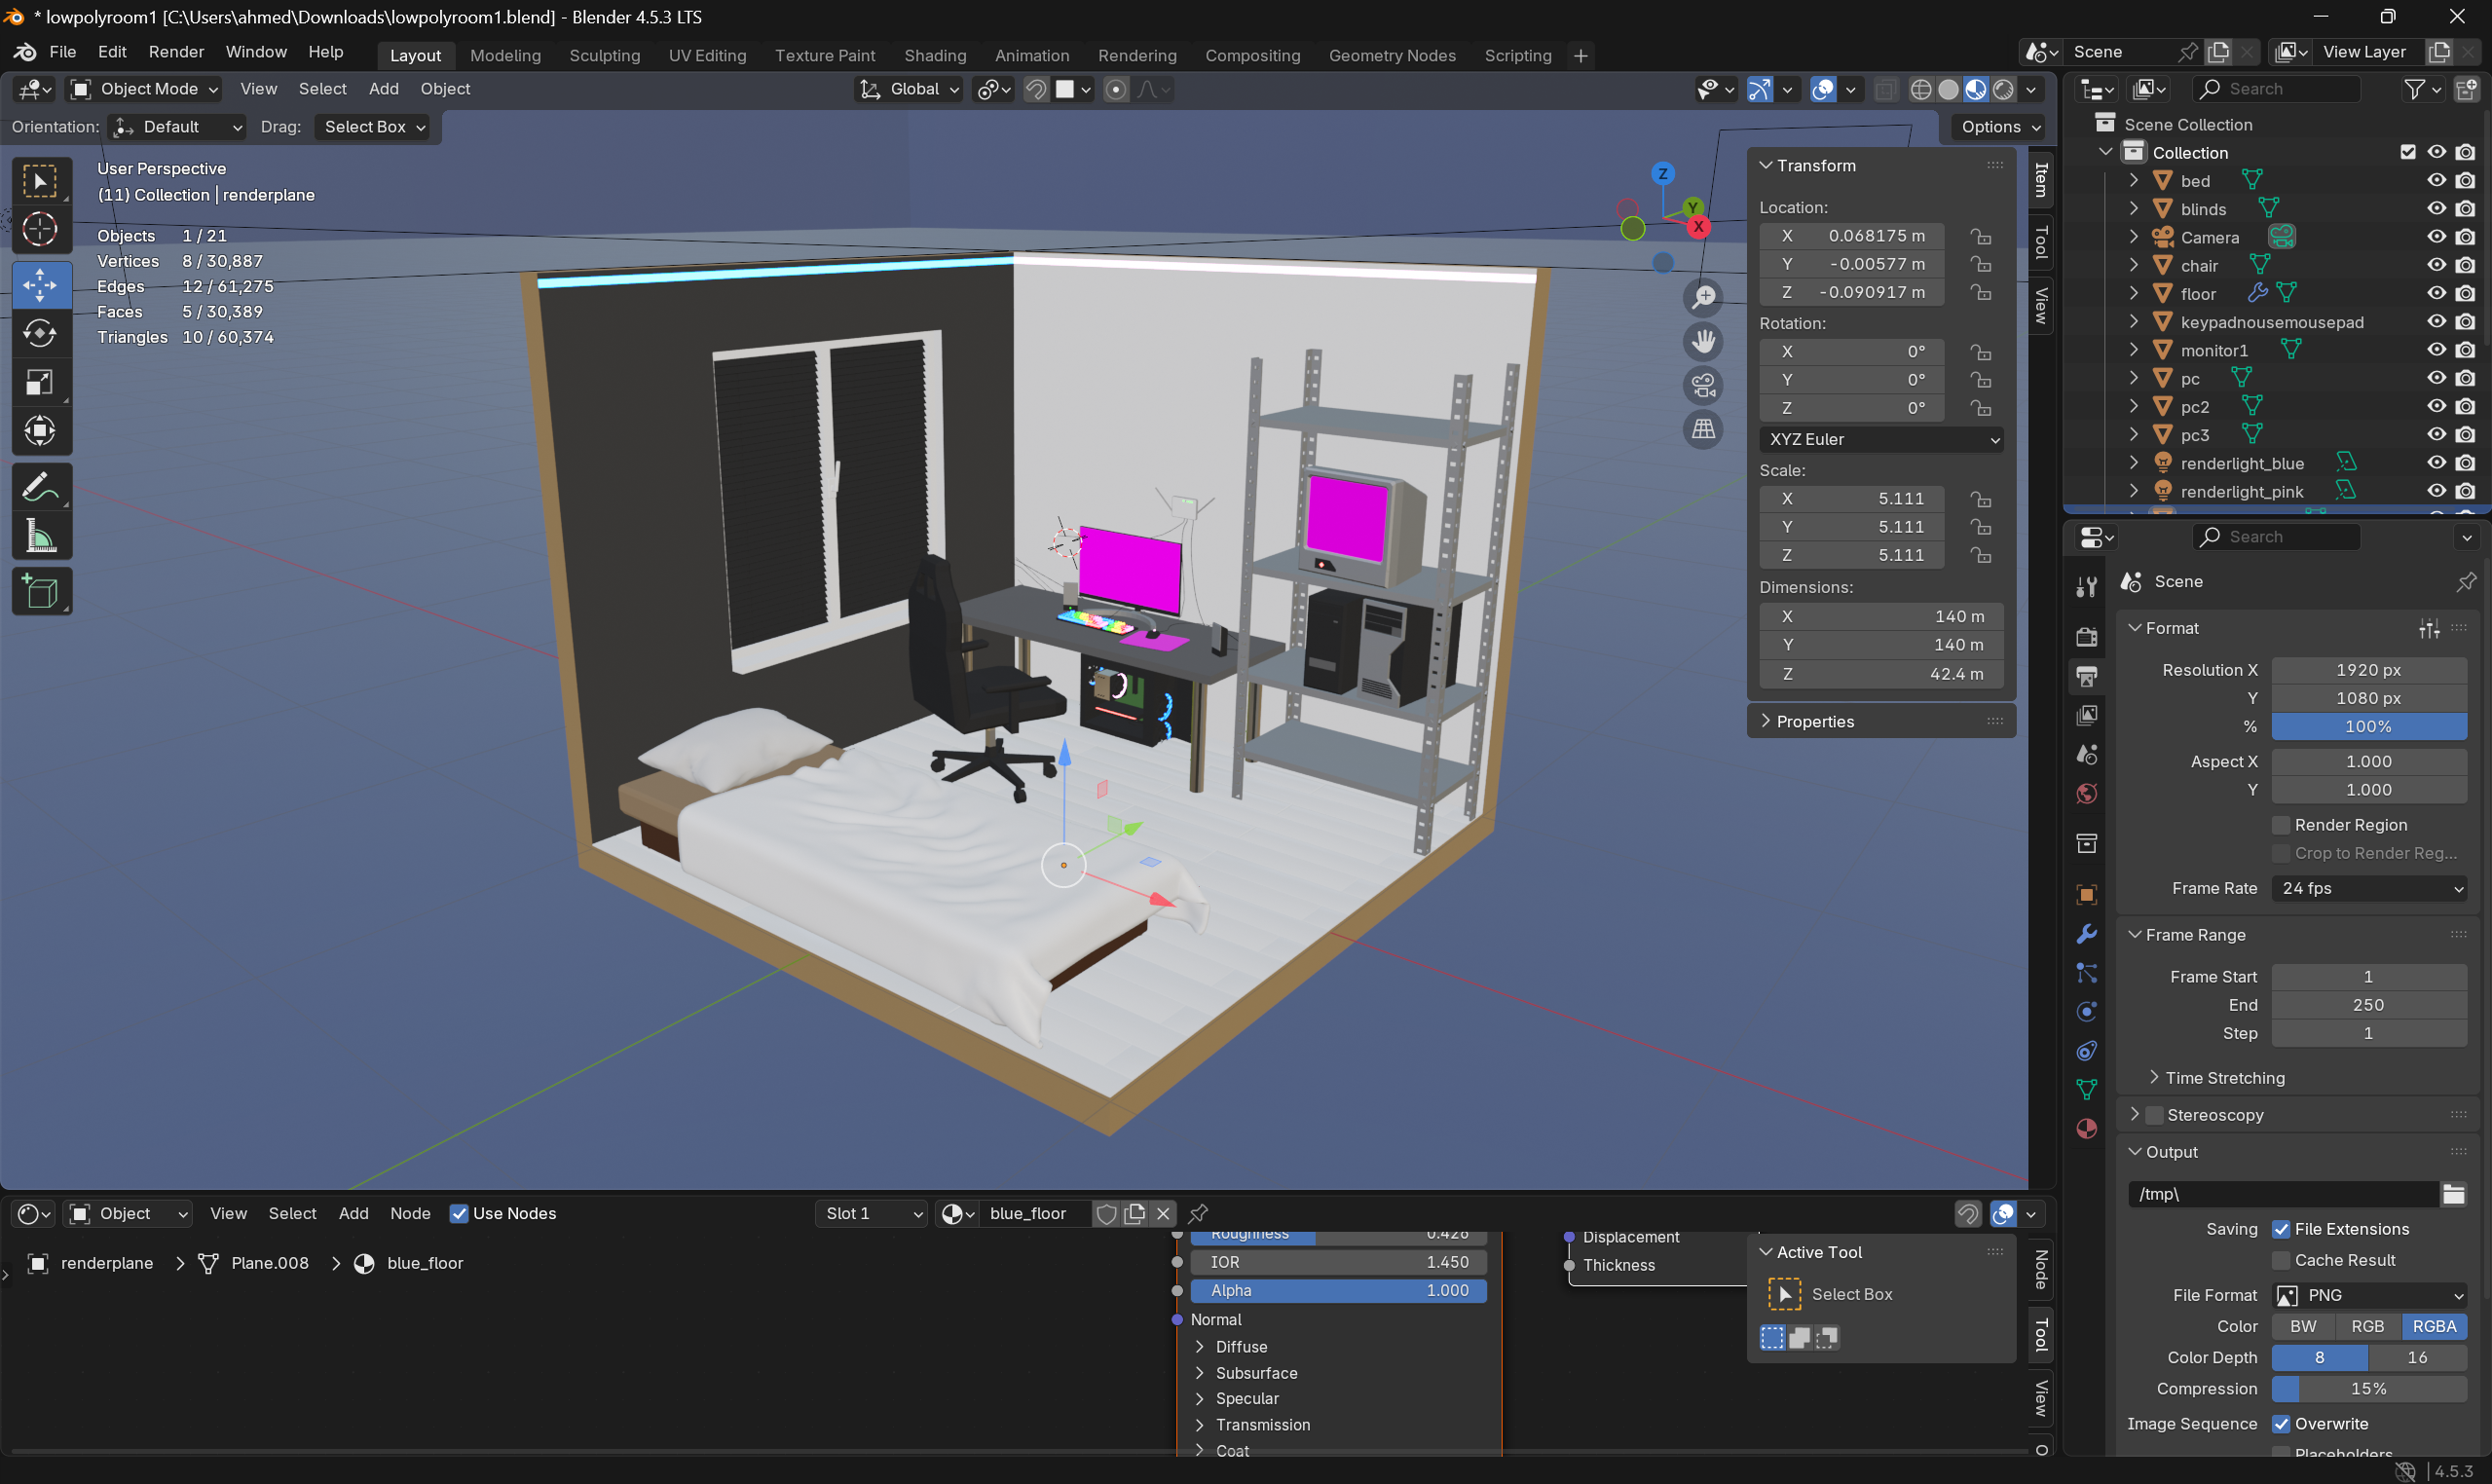 * lowpolyroom1 [C:\Users\ahmed\Downloads\lowpolyroom1.blend] - Blender 4.5.3 LTS
File Edit Render Window Help Layout Modeling Sculpting UV Editing Texture Paint Shading Animation Rendering Compositing Geometry Nodes Scripting + Scene View Layer
Object Mode View Select Add Object Global
Orientation: Default Drag: Select Box Options
User Perspective
(11) Collection | renderplane
Objects 1 / 21
Vertices 8 / 30,887
Edges 12 / 61,275
Faces 5 / 30,389
Triangles 10 / 60,374
Z
Y
X
Transform
Location:
X 0.068175 m
Y -0.00577 m
Z -0.090917 m
Rotation:
X 0°
Y 0°
Z 0°
XYZ Euler
Scale:
X 5.111
Y 5.111
Z 5.111
Dimensions:
X 140 m
Y 140 m
Z 42.4 m
Properties
Item
Tool
View
Search
Scene Collection
Collection
bed
blinds
Camera
chair
floor
keypadnousemousepad
monitor1
pc
pc2
pc3
renderlight_blue
renderlight_pink
Search
Scene
Format
Resolution X 1920 px
Y 1080 px
% 100%
Aspect X 1.000
Y 1.000
Render Region
Crop to Render Reg...
Frame Rate 24 fps
Frame Range
Frame Start 1
End 250
Step 1
Time Stretching
Stereoscopy
Output
/tmp\
Saving File Extensions
Cache Result
File Format PNG
Color BW RGB RGBA
Color Depth 8 16
Compression 15%
Image Sequence Overwrite
Placeholders
Object View Select Add Node Use Nodes Slot 1 blue_floor
renderplane > Plane.008 > blue_floor
Roughness 0.426
IOR 1.450
Alpha 1.000
Normal
Diffuse
Subsurface
Specular
Transmission
Coat
Displacement
Thickness
Active Tool
Select Box
Node
Tool
View
4.5.3